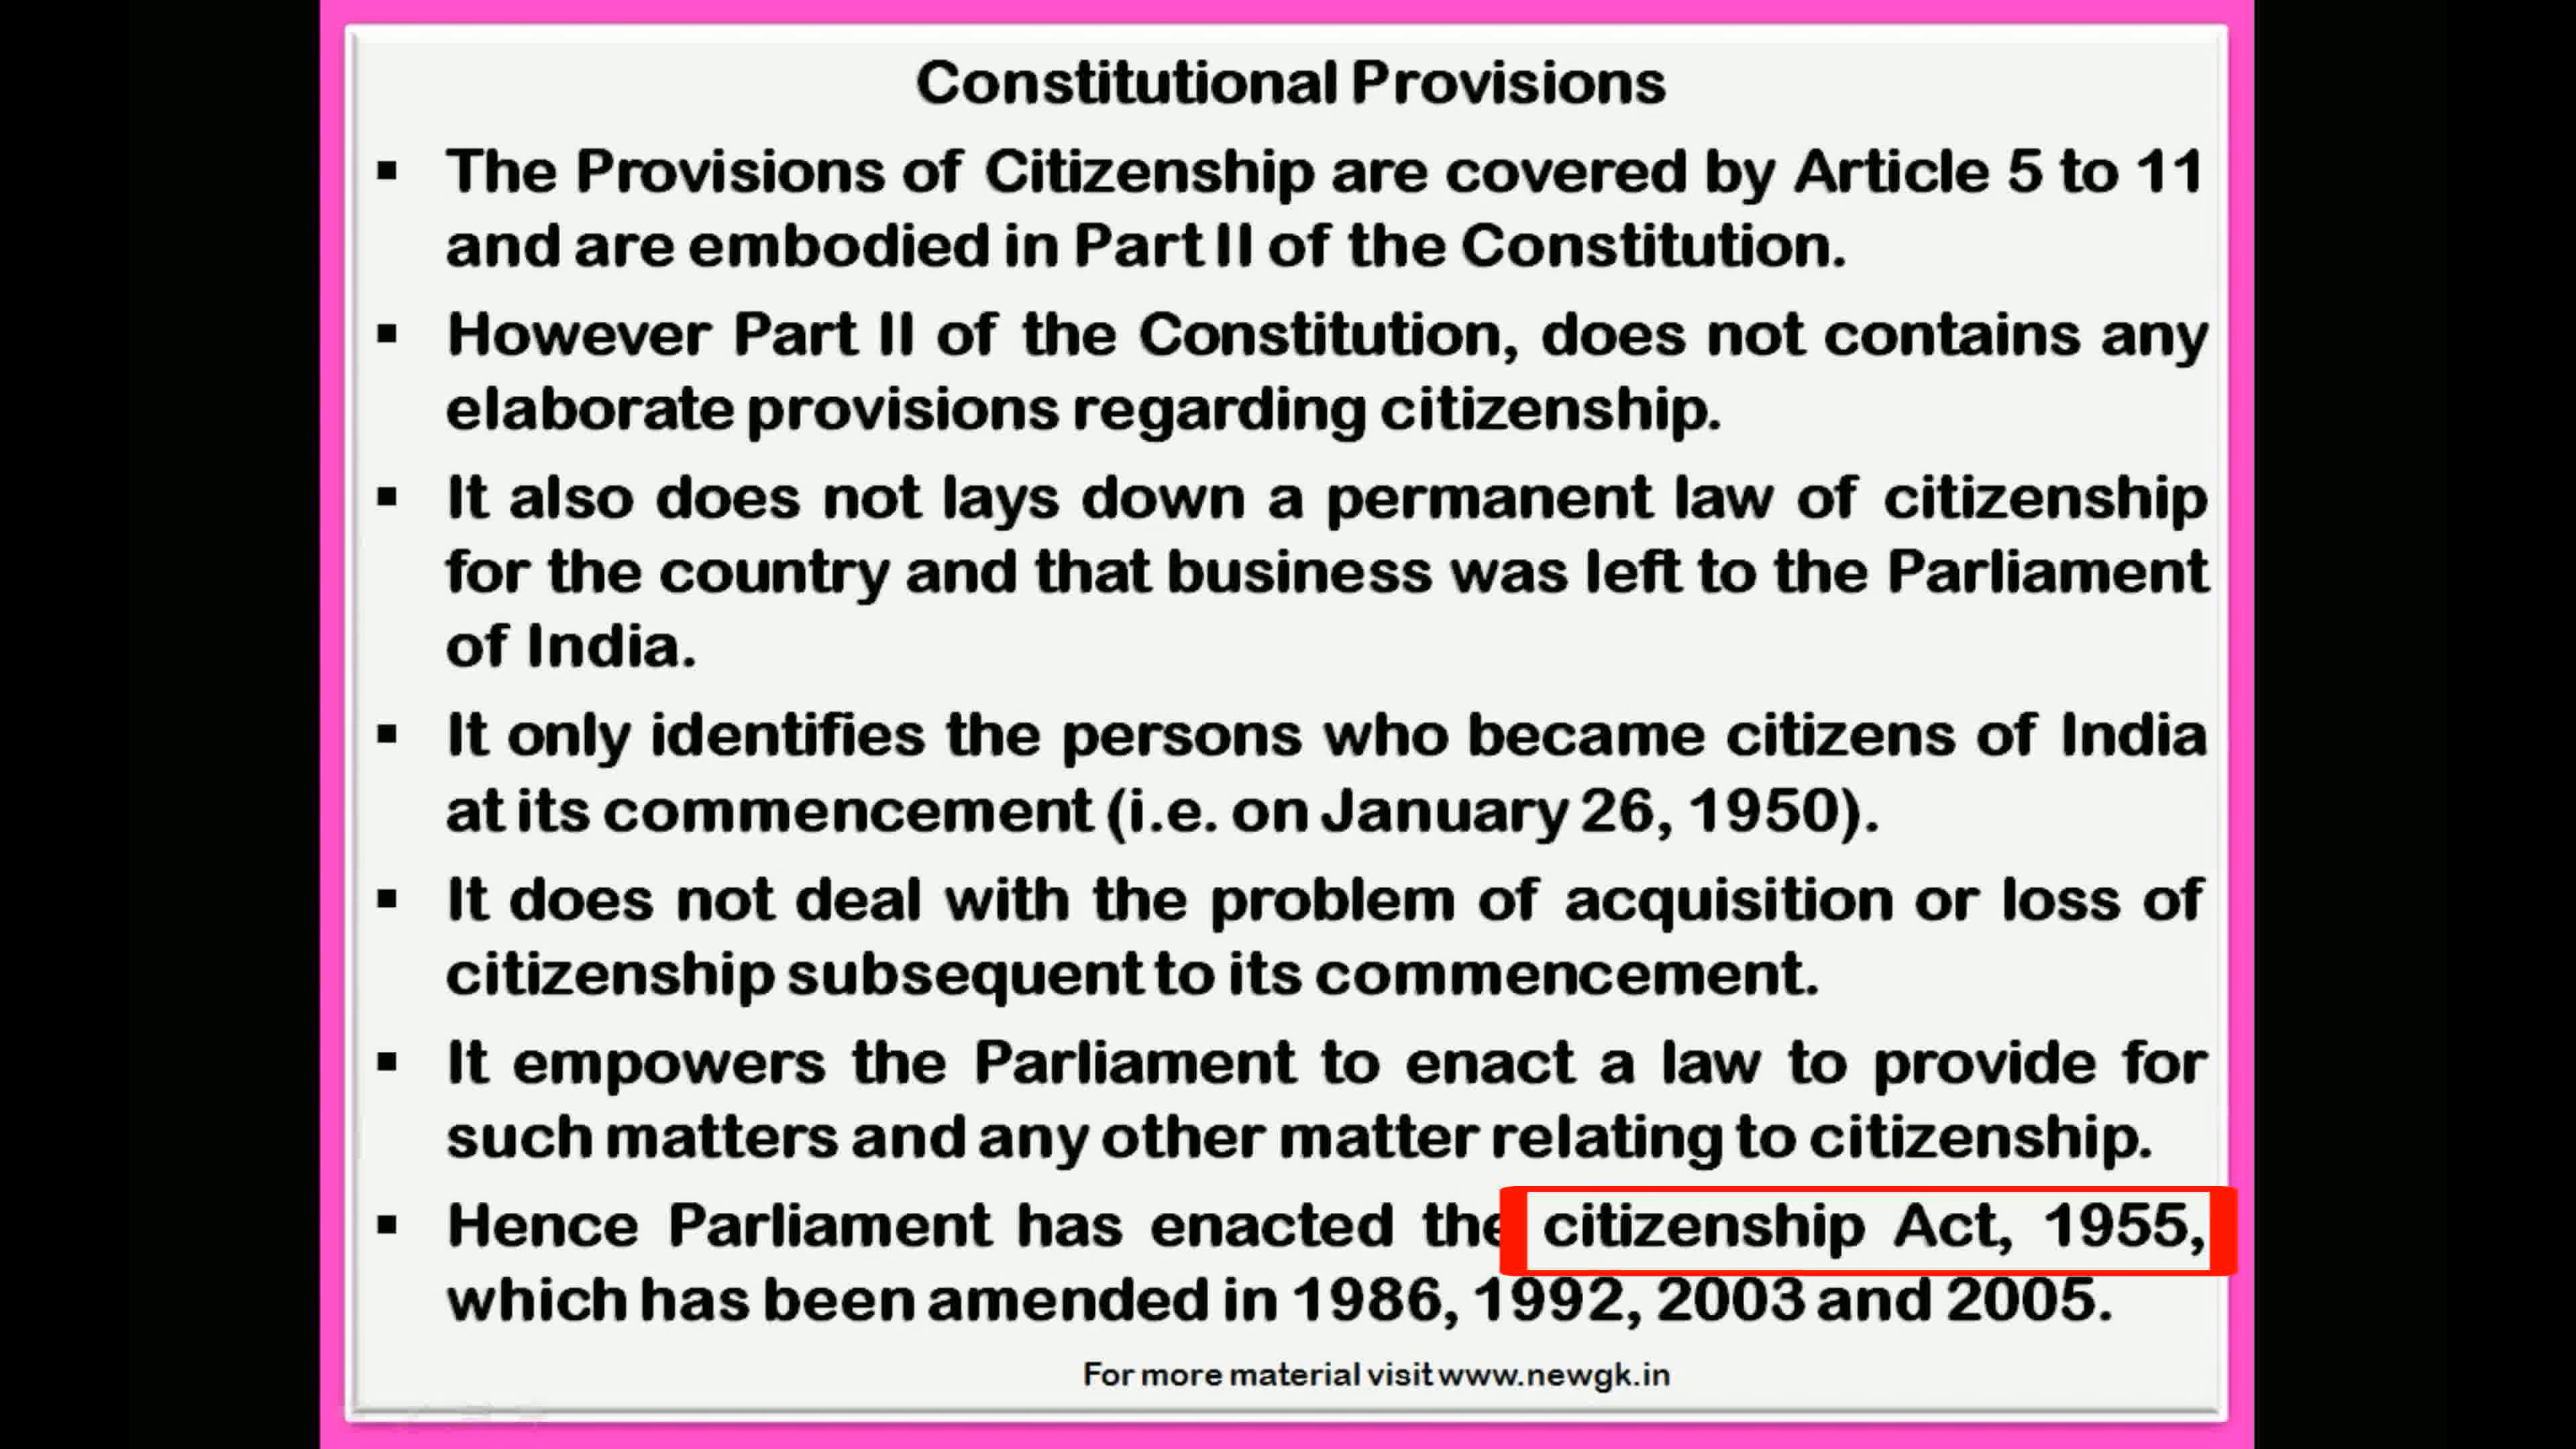 Constitutional Provisions
▪ The Provisions of Citizenship are covered by Article 5 to 11
and are embodied in Part II of the Constitution.
▪ However Part II of the Constitution, does not contains any
elaborate provisions regarding citizenship.
▪ It also does not lays down a permanent law of citizenship
for the country and that business was left to the Parliament
of India.
▪ It only identifies the persons who became citizens of India
at its commencement (i.e. on January 26, 1950).
▪ It does not deal with the problem of acquisition or loss of
citizenship subsequent to its commencement.
▪ It empowers the Parliament to enact a law to provide for
such matters and any other matter relating to citizenship.
▪ Hence Parliament has enacted the citizenship Act, 1955,
which has been amended in 1986, 1992, 2003 and 2005.
For more material visit www.newgk.in